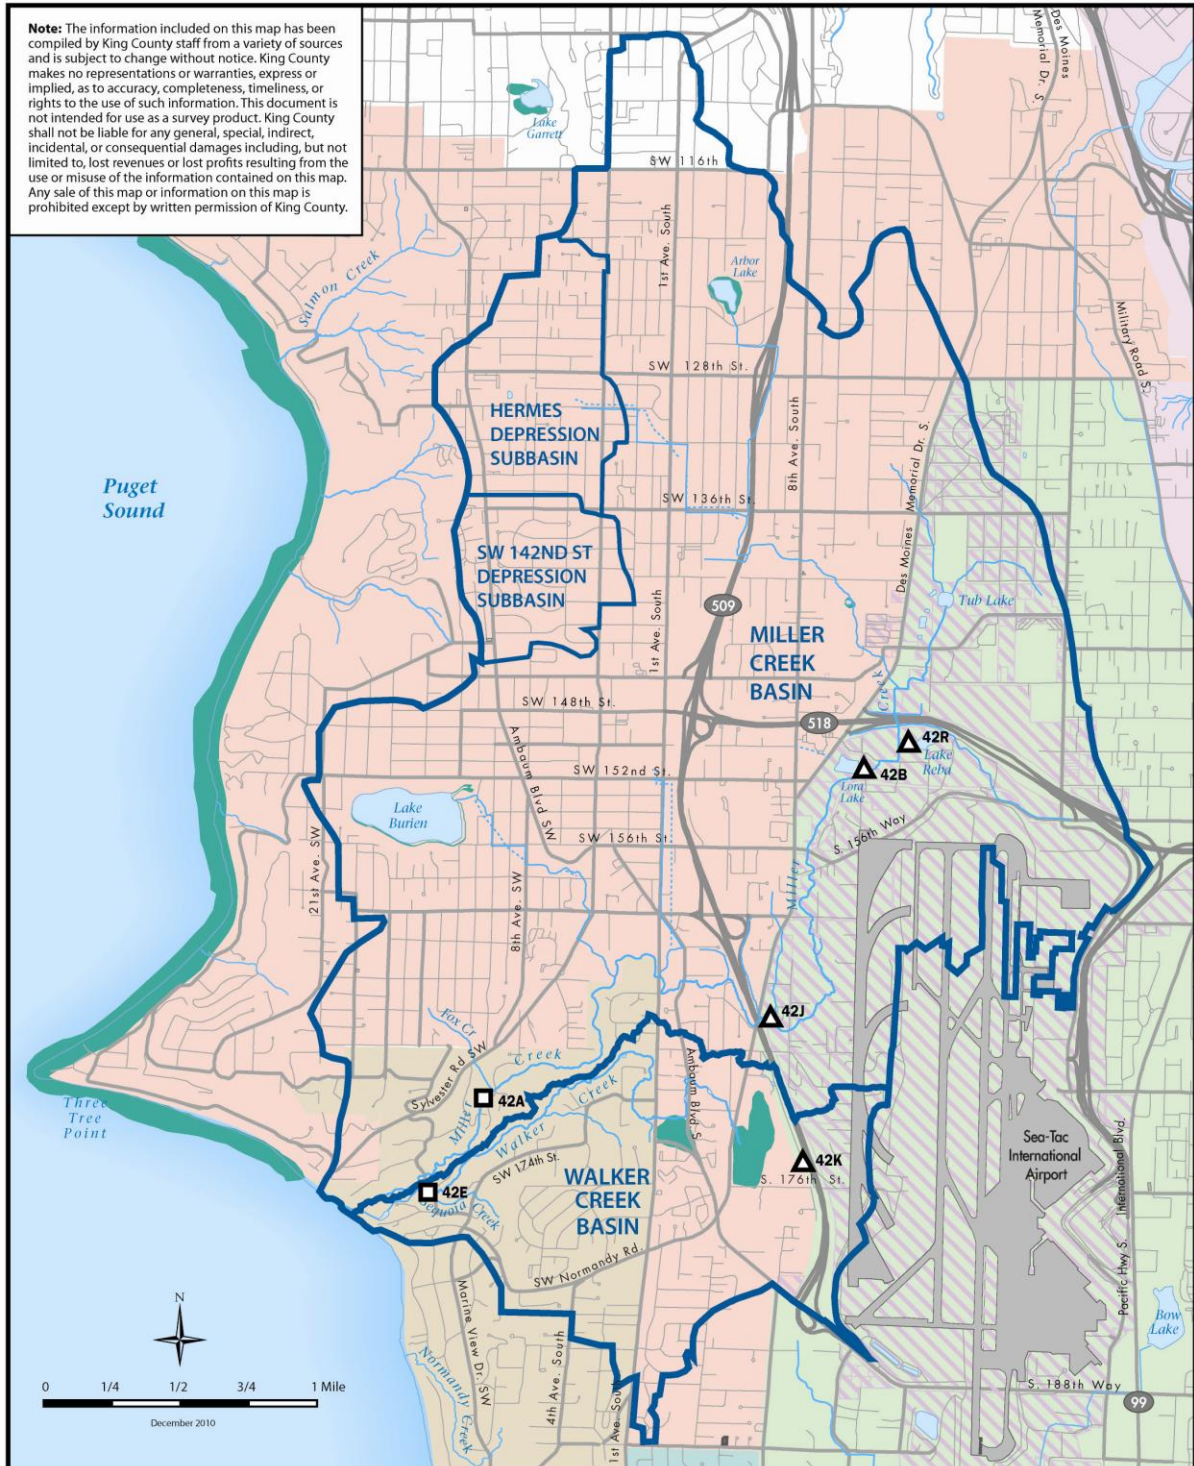 Note: The information included on this map has been
compiled by King County staff from a variety of sources
and is subject to change without notice. King County
makes no representations or warranties, express or
implied, as to accuracy, completeness, timeliness, or
rights to the use of such information. This document is
not intended for use as a survey product. King County
shall not be liable for any general, special, indirect,
incidental, or consequential damages including, but not
limited to, lost revenues or lost profits resulting from the
use or misuse of the information contained on this map.
Any sale of this map or information on this map is
prohibited except by written permission of King County.
Des Moines
Memorial Dr. S.
Lake
Garrett
SW 116th
1st Ave. South
Arbor
Lake
Salmon Creek
Military Road S.
SW 128th St.
HERMES
DEPRESSION
SUBBASIN
8th Ave. South
Des Moines Memorial Dr. S.
Puget
Sound
SW 136th St.
SW 142ND ST
DEPRESSION
SUBBASIN
1st Ave. South
509
Tub Lake
MILLER
CREEK
BASIN
Creek
SW 148th St.
518
42R
Lake
Reba
42B
Lora
Lake
Ambaum Blvd SW
SW 152nd St.
Lake
Burien
SW 156th St.
S. 156th Way
21st Ave. SW
8th Ave. SW
Miller
42J
Fox Cr
Sylvester Rd SW
Creek
Miller
42A
Walker
Creek
Ambaum Blvd S.
Three
Tree
Point
Sea-Tac
International
Airport
SW 174th St.
42K
S. 176th St.
WALKER
CREEK
BASIN
42E
Sequoia Creek
SW Normandy Rd.
Pacific Hwy S.
International Blvd.
Marine View Dr. SW
Normandy Creek
4th Ave. South
1st Ave. South
Bow
Lake
S. 188th Way
99
N
0 1/4 1/2 3/4 1 Mile
December 2010